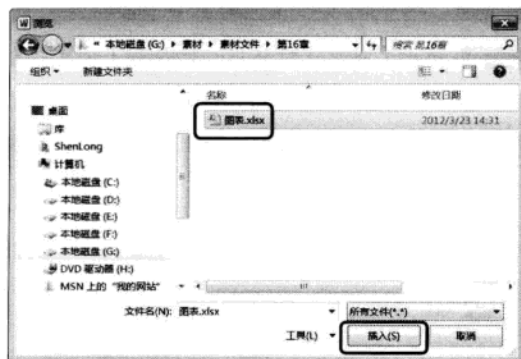 浏览
« 本地磁盘 (G:) ▸ 素材 ▸ 素材文件 ▸ 第16章
搜索 第16章
组织 新建文件夹
名称 修改日期
桌面
图表.xlsx 2012/3/23 14:31
库
ShenLong
计算机
本地磁盘 (C:)
本地磁盘 (D:)
本地磁盘 (E:)
本地磁盘 (F:)
本地磁盘 (G:)
DVD 驱动器 (H:)
MSN 上的 "我的网站"
文件名(N): 图表.xlsx 所有文件(*.*)
工具(L) 插入(S) 取消